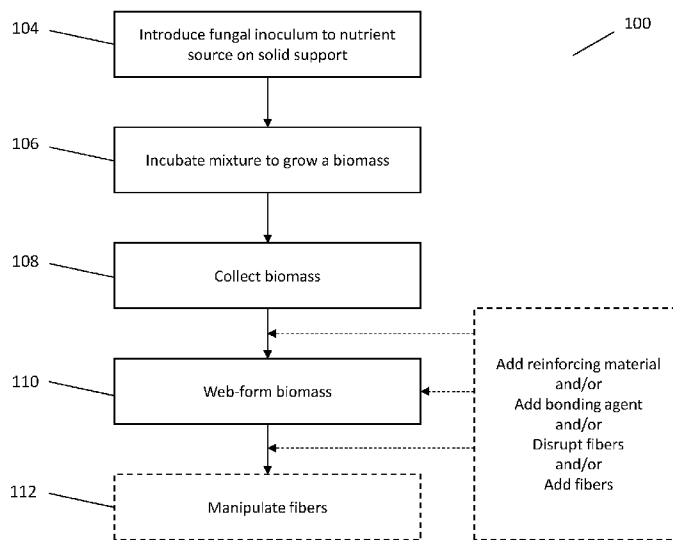 104
Introduce fungal inoculum to nutrient
source on solid support
100
106
Incubate mixture to grow a biomass
108
Collect biomass
110
Web-form biomass
Add reinforcing material
and/or
Add bonding agent
and/or
Disrupt fibers
and/or
Add fibers
112
Manipulate fibers